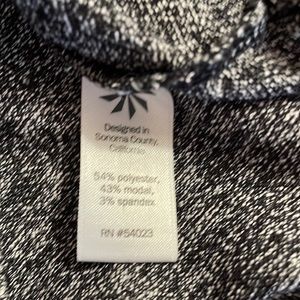 Designed in
Sonoma County,
California
54% polyester,
43% modal,
3% spandex
RN #54023